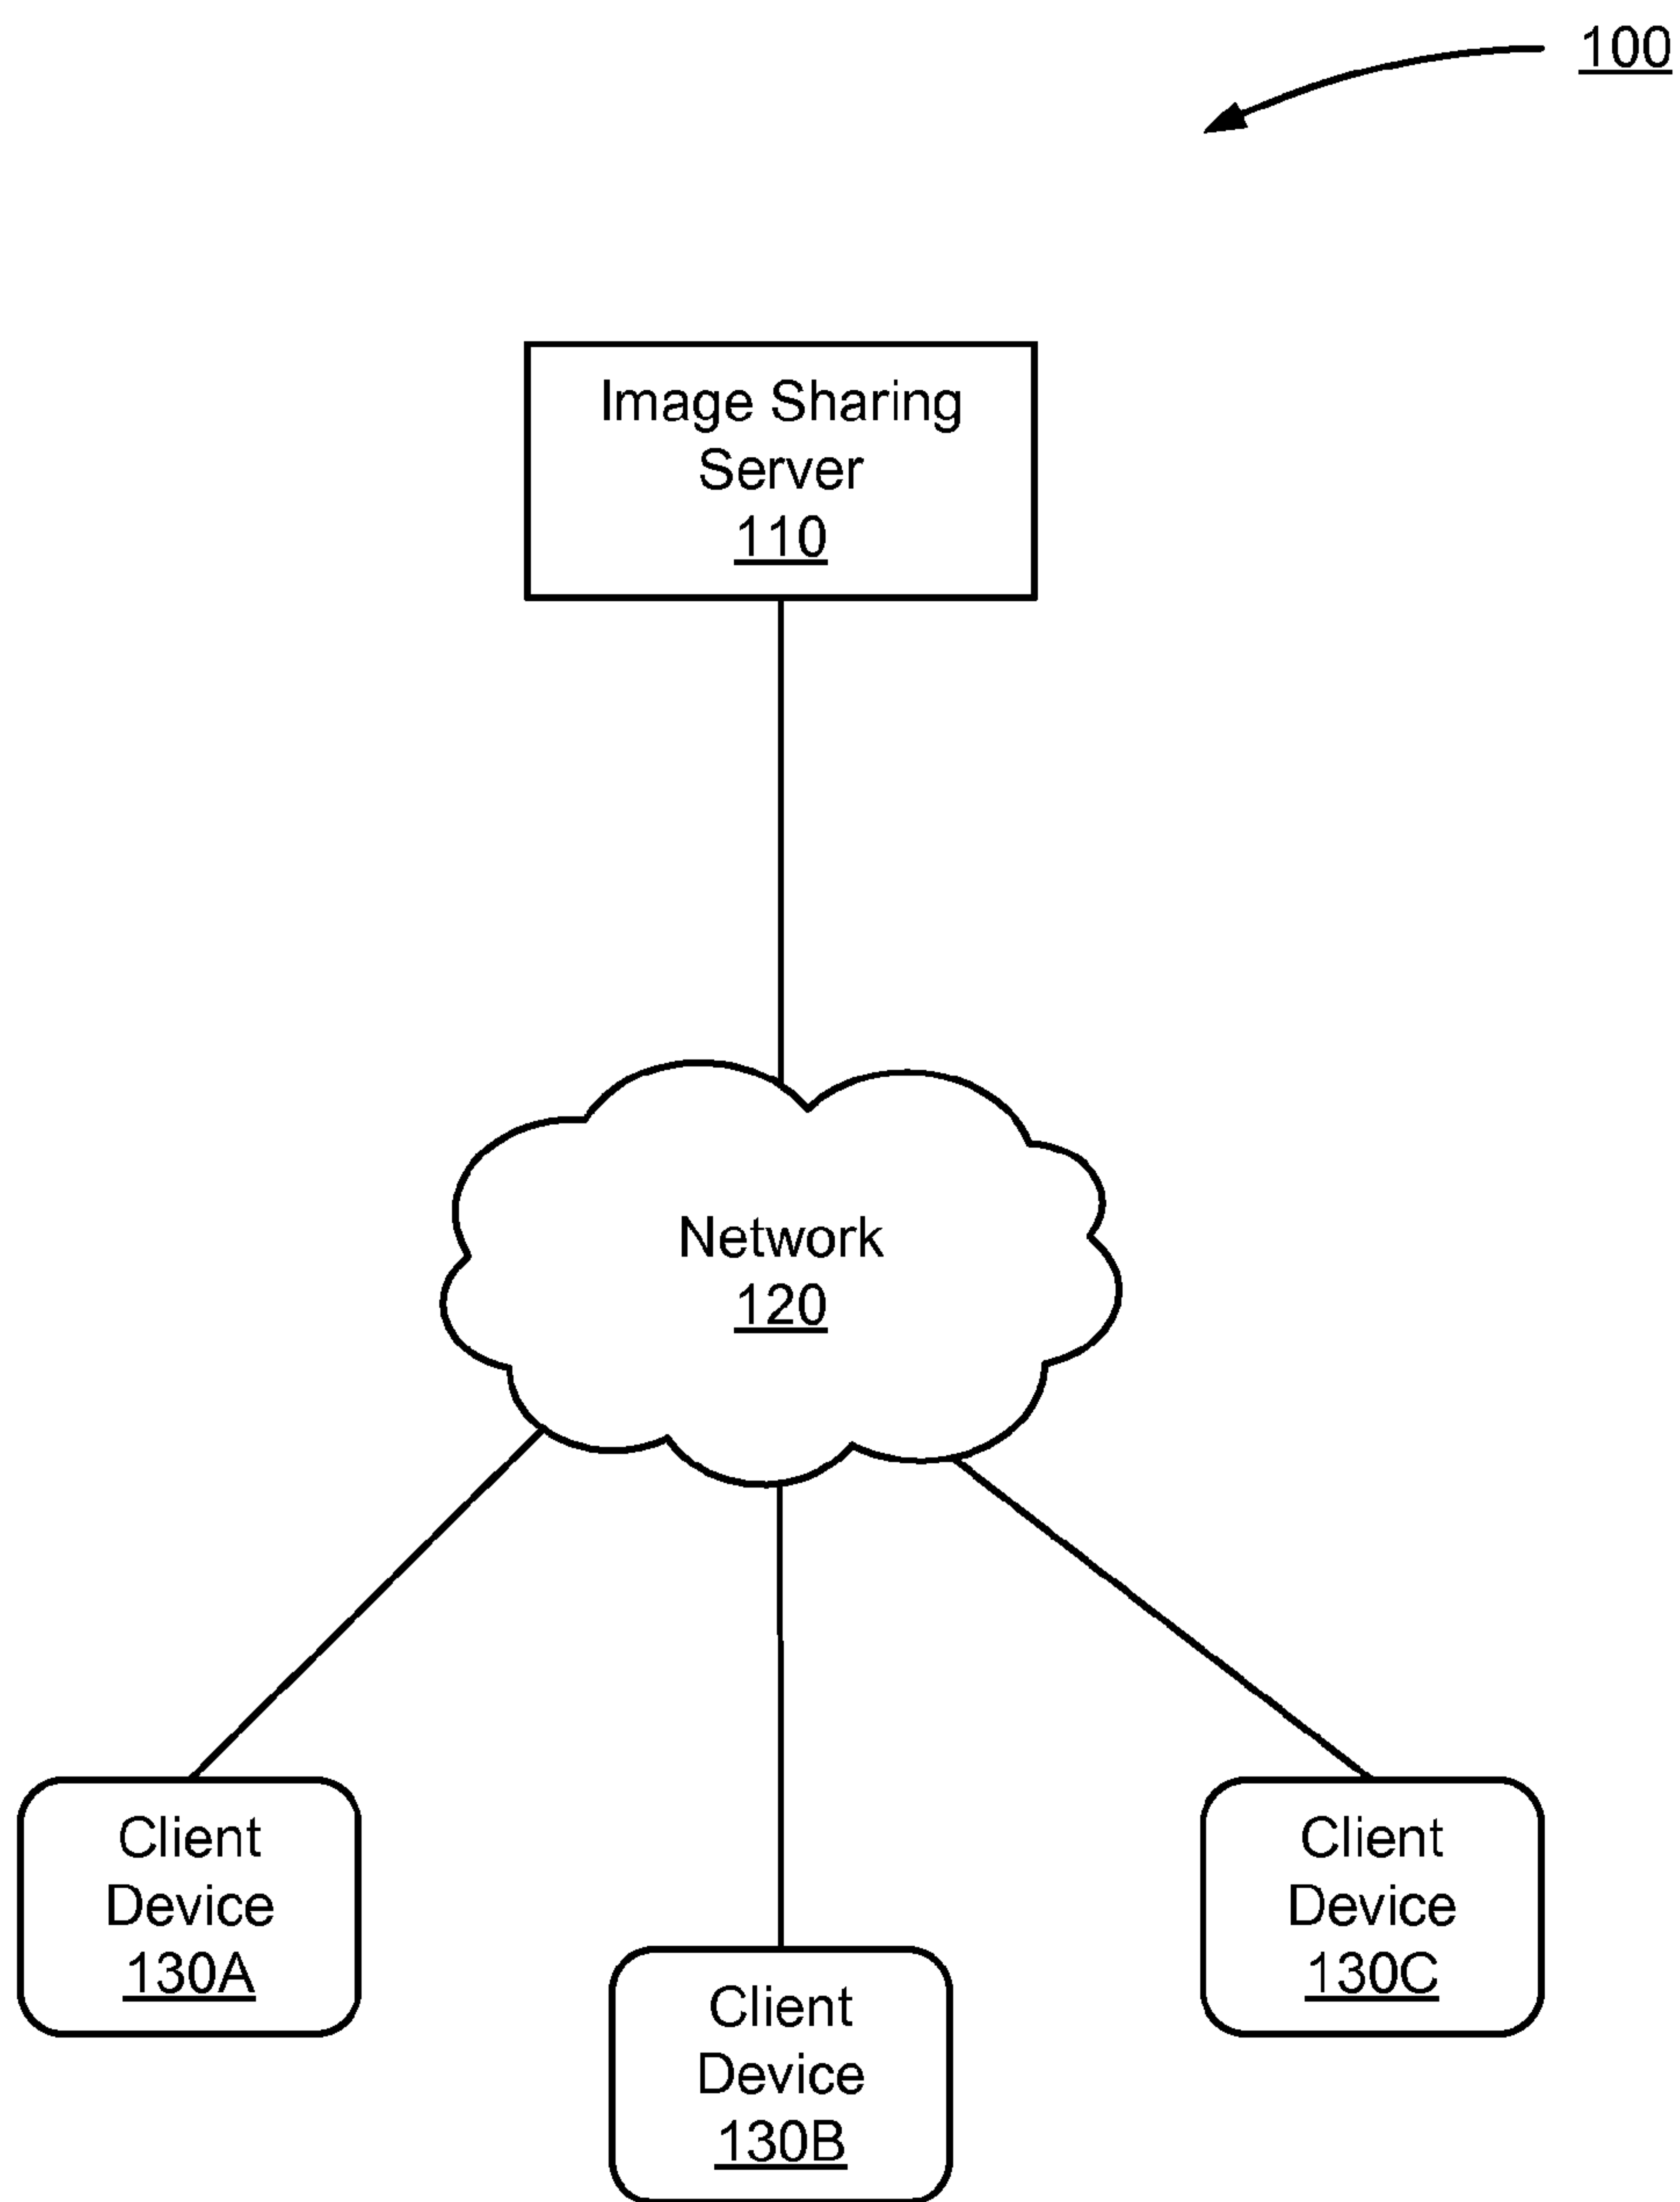 100
Image Sharing
Server
110
Network
120
Client
Device
130A
Client
Device
130B
Client
Device
130C